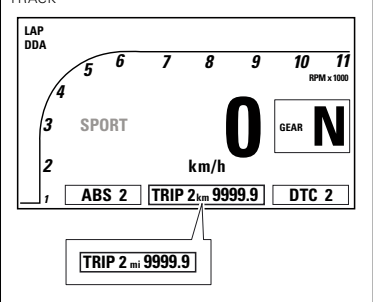 LAP
DDA
1 2 3 4 5 6 7 8 9 10 11
RPM x 1000
SPORT
0
GEAR N
km/h
ABS 2 TRIP 2 km 9999.9 DTC 2
TRIP 2 mi 9999.9